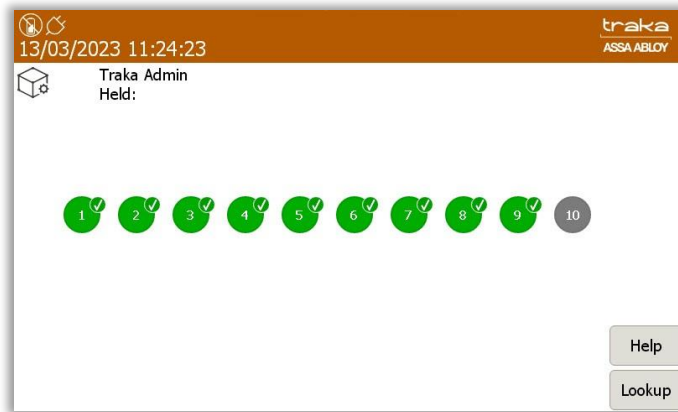 13/03/2023 11:24:23
traka
ASSA ABLOY
Traka Admin
Held:
1 2 3 4 5 6 7 8 9 10
Help
Lookup